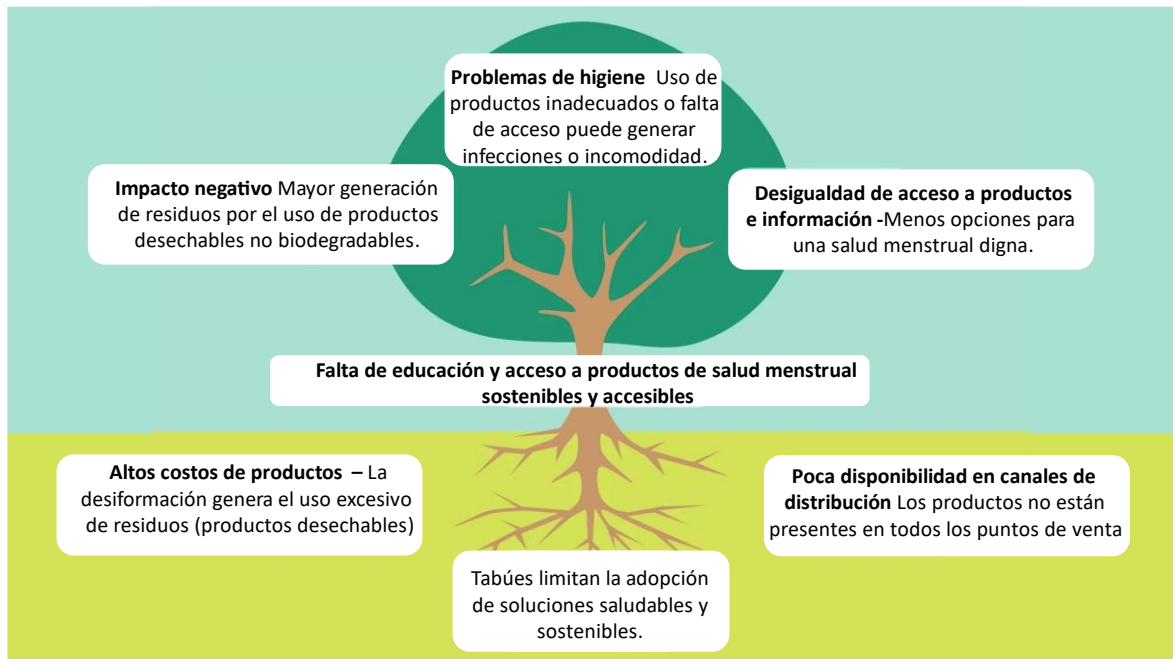 Problemas de higiene Uso de
productos inadecuados o falta
de acceso puede generar
infecciones o incomodidad.
Impacto negativo Mayor generación
de residuos por el uso de productos
desechables no biodegradables.
Desigualdad de acceso a productos
e información -Menos opciones para
una salud menstrual digna.
Falta de educación y acceso a productos de salud menstrual
sostenibles y accesibles
Altos costos de productos – La
desiformación genera el uso excesivo
de residuos (productos desechables)
Poca disponibilidad en canales de
distribución Los productos no están
presentes en todos los puntos de venta
Tabúes limitan la adopción
de soluciones saludables y
sostenibles.